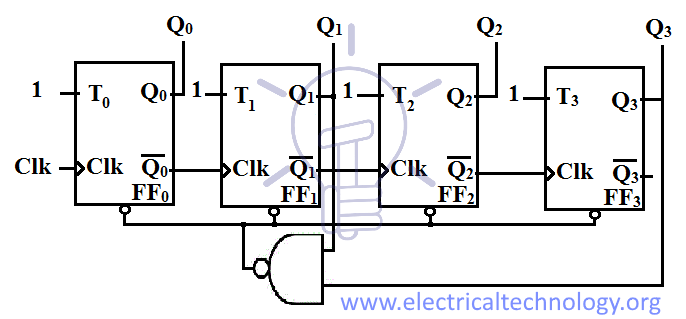 Q0 Q1 Q2 Q3
1 T0 Q0 1 T1 Q1 1 T2 Q2 1 T3 Q3
Clk Clk Q̅0 Clk Q̅1 Clk Q̅2 Clk Q̅3
FF0 FF1 FF2 FF3
www.electricaltechnology.org